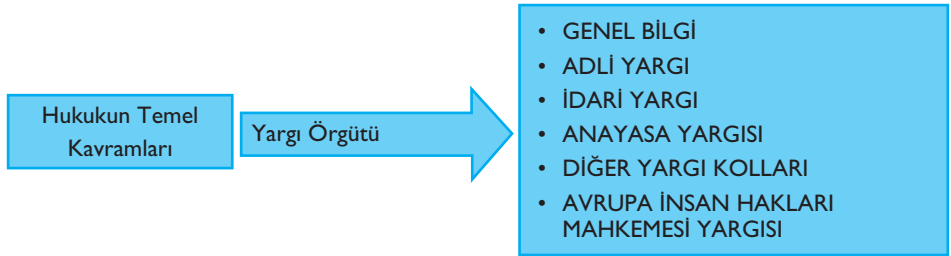 Hukukun Temel
Kavramları
Yargı Örgütü
• GENEL BİLGİ
• ADLİ YARGI
• İDARİ YARGI
• ANAYASA YARGISI
• DİĞER YARGI KOLLARI
• AVRUPA İNSAN HAKLARI
MAHKEMESİ YARGISI